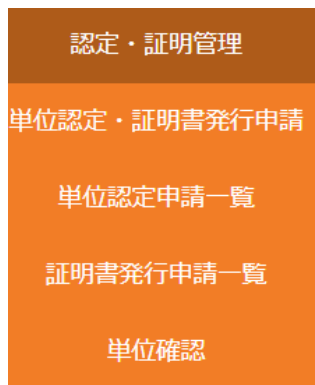 認定・証明管理
単位認定・証明書発行申請
単位認定申請一覧
証明書発行申請一覧
単位確認